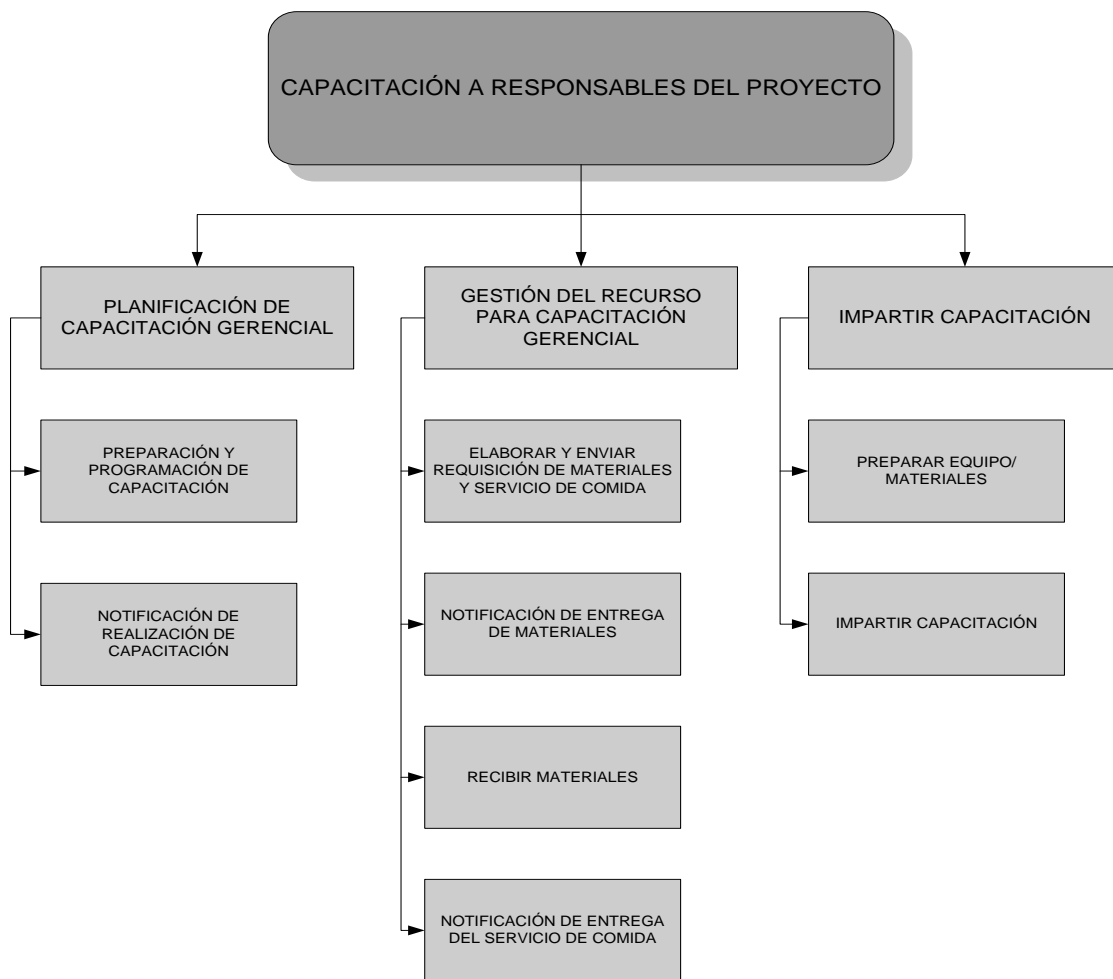 CAPACITACIÓN A RESPONSABLES DEL PROYECTO
PLANIFICACIÓN DE
CAPACITACIÓN GERENCIAL
PREPARACIÓN Y
PROGRAMACIÓN DE
CAPACITACIÓN
NOTIFICACIÓN DE
REALIZACIÓN DE
CAPACITACIÓN
GESTIÓN DEL RECURSO
PARA CAPACITACIÓN
GERENCIAL
ELABORAR Y ENVIAR
REQUISICIÓN DE MATERIALES
Y SERVICIO DE COMIDA
NOTIFICACIÓN DE ENTREGA
DE MATERIALES
RECIBIR MATERIALES
NOTIFICACIÓN DE ENTREGA
DEL SERVICIO DE COMIDA
IMPARTIR CAPACITACIÓN
PREPARAR EQUIPO/
MATERIALES
IMPARTIR CAPACITACIÓN